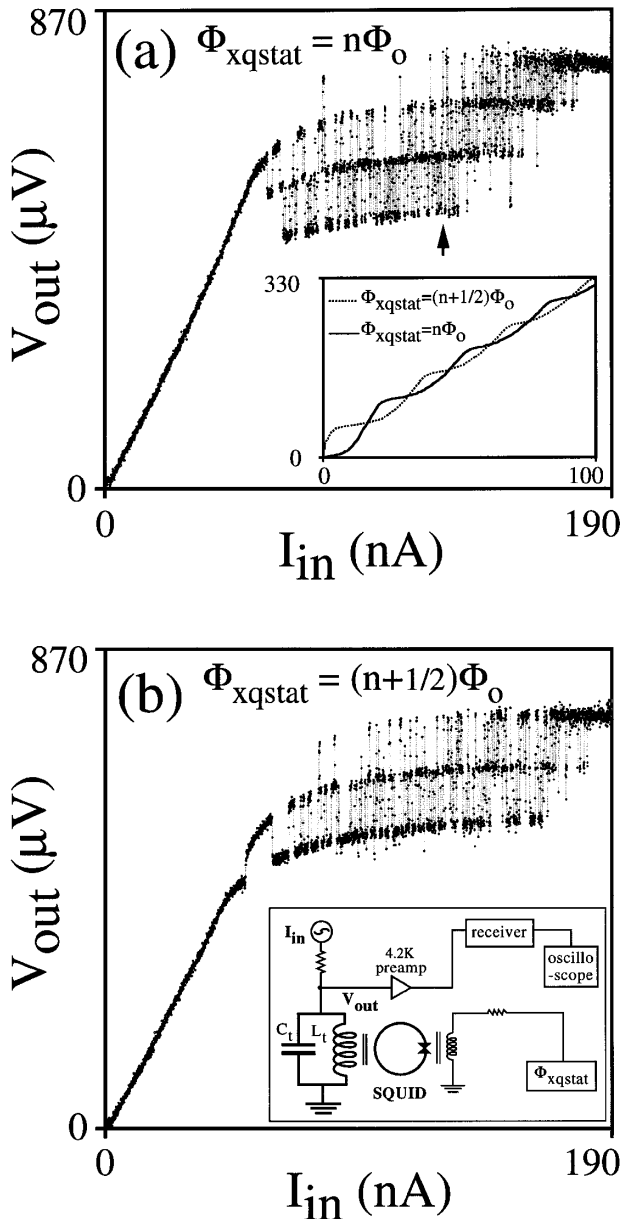 870
(a) Φxqstat = nΦo
Vout (μV)
330
Φxqstat=(n+1/2)Φo
Φxqstat=nΦo
0
0
100
0
0
190
Iin (nA)
870
(b) Φxqstat = (n+1/2)Φo
Vout (μV)
Iin
4.2K
preamp
receiver
oscillo
-scope
Vout
Ct
Lt
SQUID
Φxqstat
0
0
190
Iin (nA)